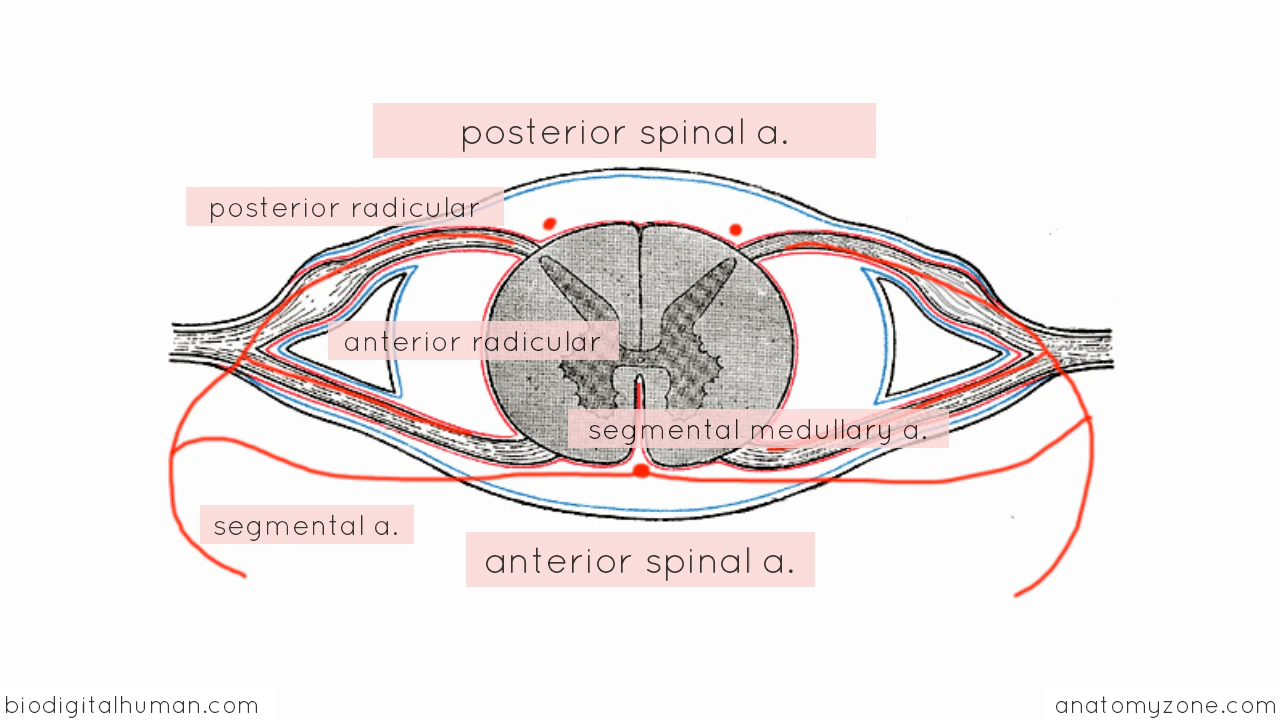 posterior spinal a.
posterior radicular
anterior radicular
segmental medullary a.
segmental a.
anterior spinal a.
biodigitalhuman.com
anatomyzone.com